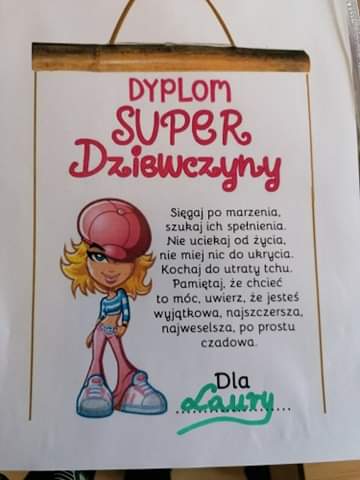 DYPLOM
SUPER
Dziewczyny
Sięgaj po marzenia,
szukaj ich spełnienia.
Nie uciekaj od życia,
nie miej nic do ukrycia.
Kochaj do utraty tchu.
Pamiętaj, że chcieć
to móc, uwierz, że jesteś
wyjątkowa, najszczersza,
najweselsza, po prostu
czadowa.
Dla
Laury